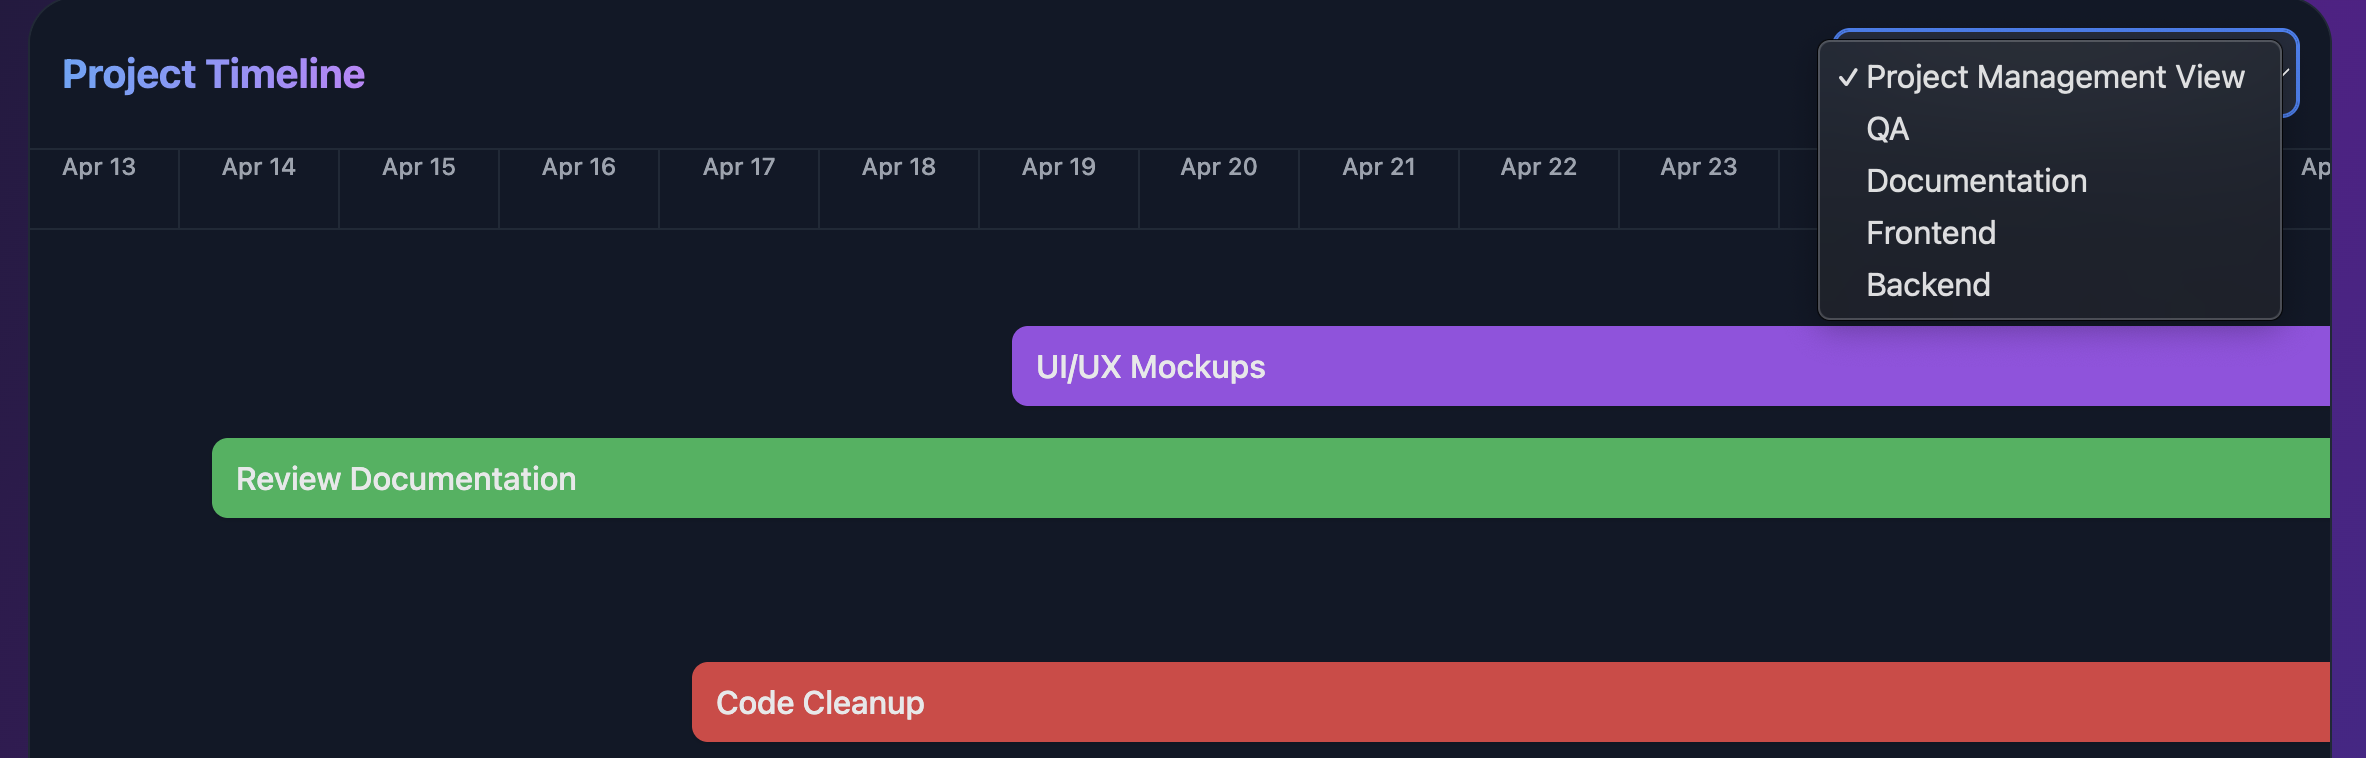 Project Timeline
✓ Project Management View
QA
Documentation
Frontend
Backend
Apr 13 Apr 14 Apr 15 Apr 16 Apr 17 Apr 18 Apr 19 Apr 20 Apr 21 Apr 22 Apr 23
UI/UX Mockups
Review Documentation
Code Cleanup